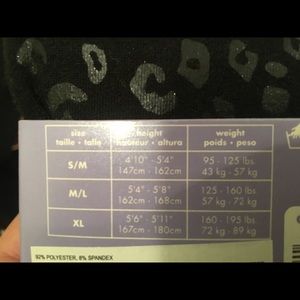 size height weight
taille • talla hauteur • altura poids • peso
S/M 4'10" - 5'4" 95 - 125 lbs.
147cm - 162cm 43 kg - 57 kg
M/L 5'4" - 5'8" 125 - 160 lbs.
162cm - 168cm 57 kg - 72 kg
XL 5'6" - 5'11" 160 - 195 lbs.
167cm - 180cm 72 kg - 89 kg
92% POLYESTER, 8% SPANDEX